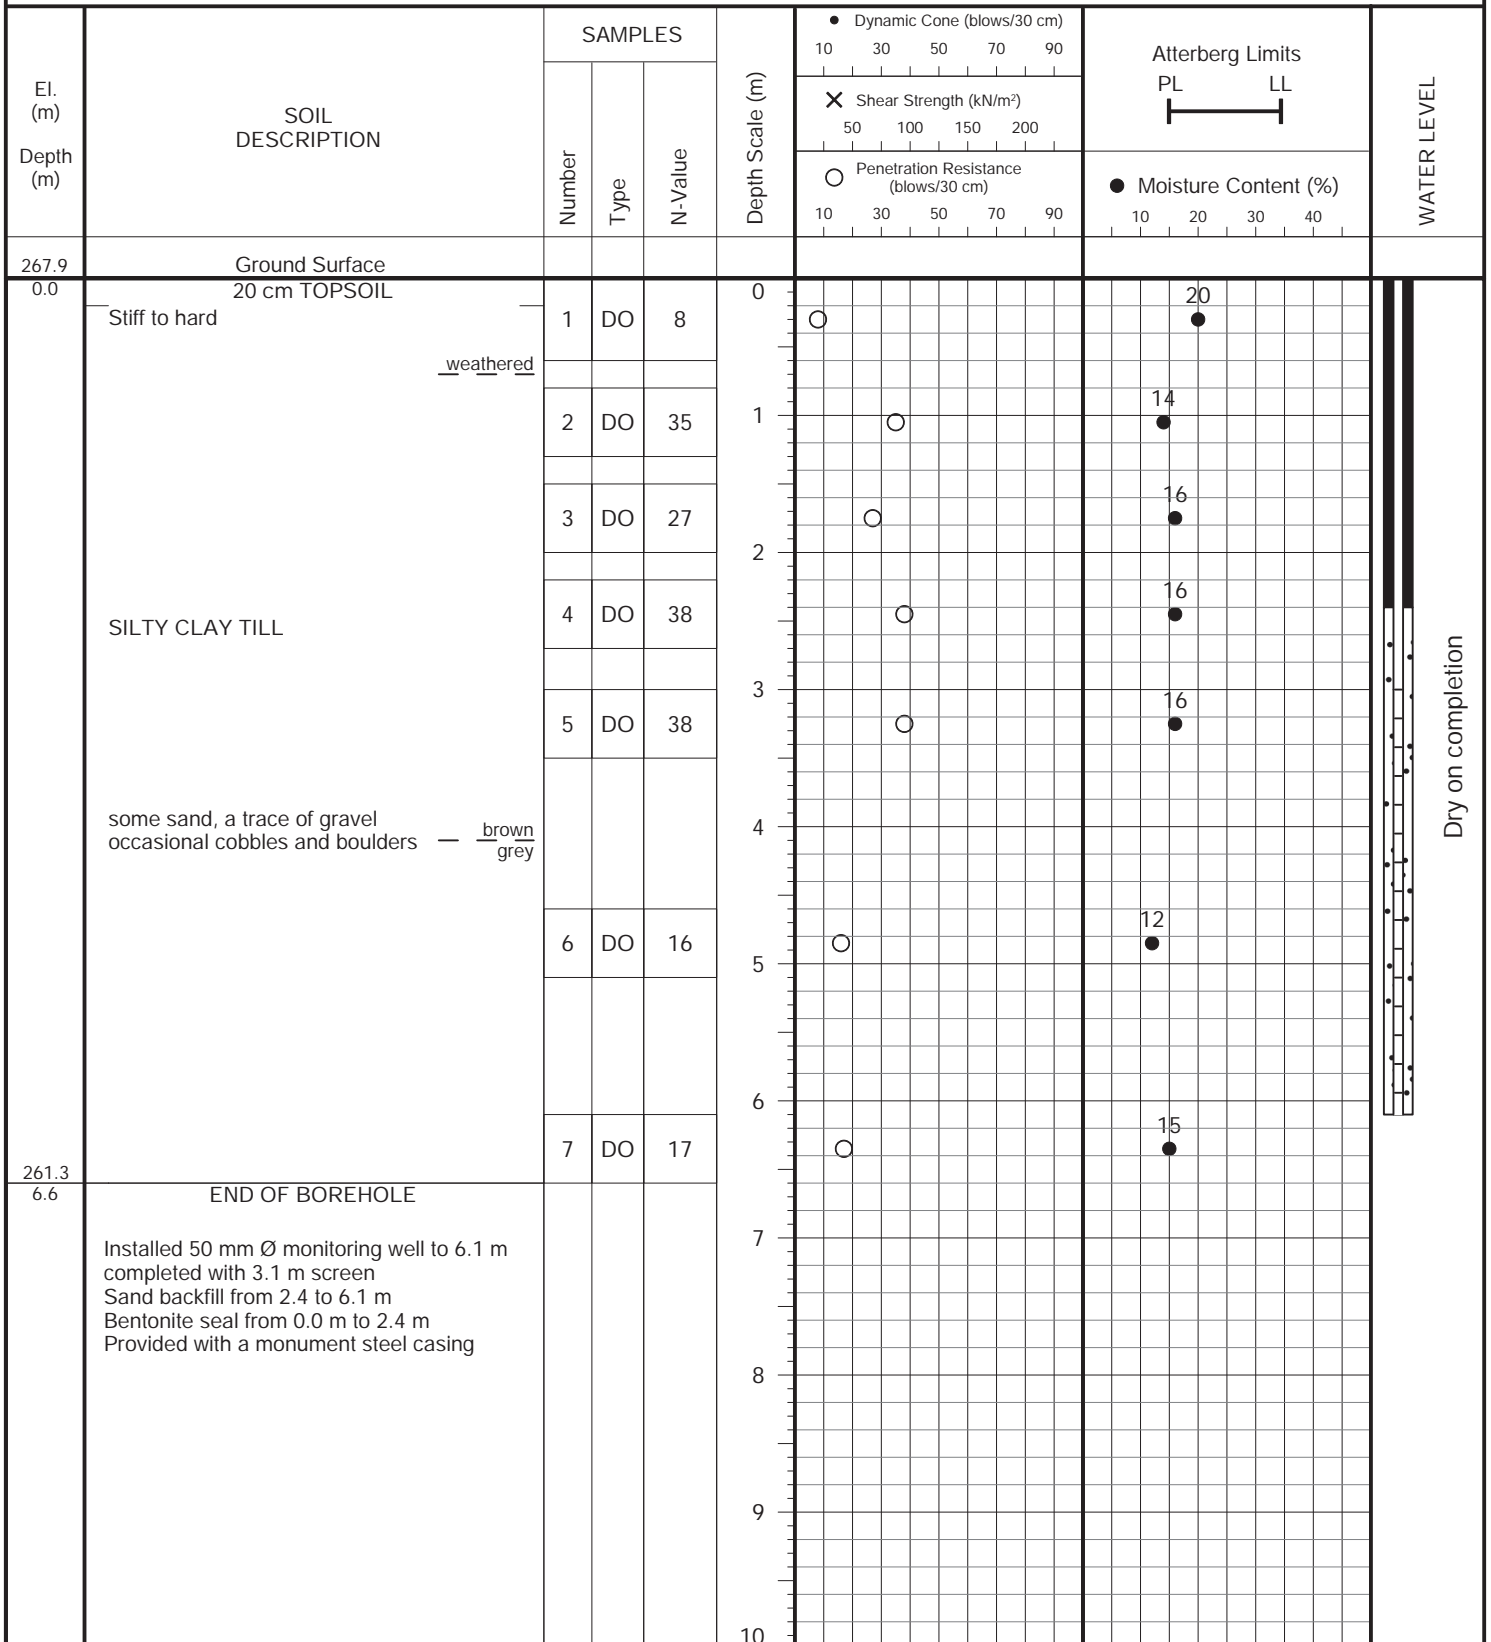 El.
(m)
Depth
(m)
SOIL
DESCRIPTION
SAMPLES
Number
Type
N-Value
Depth Scale (m)
Dynamic Cone (blows/30 cm)
10 30 50 70 90
Shear Strength (kN/m²)
50 100 150 200
Penetration Resistance
(blows/30 cm)
10 30 50 70 90
Atterberg Limits
PL LL
Moisture Content (%)
10 20 30 40
WATER LEVEL
267.9 Ground Surface
0.0 20 cm TOPSOIL 0
Stiff to hard 1 DO 8 20
weathered
2 DO 35 1 14
3 DO 27 16
2
SILTY CLAY TILL 4 DO 38 16
3
5 DO 38 16
some sand, a trace of gravel
occasional cobbles and boulders
brown
grey
4
6 DO 16 12
5
6
7 DO 17 15
Dry on completion
261.3
6.6 END OF BOREHOLE
Installed 50 mm Ø monitoring well to 6.1 m
completed with 3.1 m screen
Sand backfill from 2.4 to 6.1 m
Bentonite seal from 0.0 m to 2.4 m
Provided with a monument steel casing
7
8
9
10